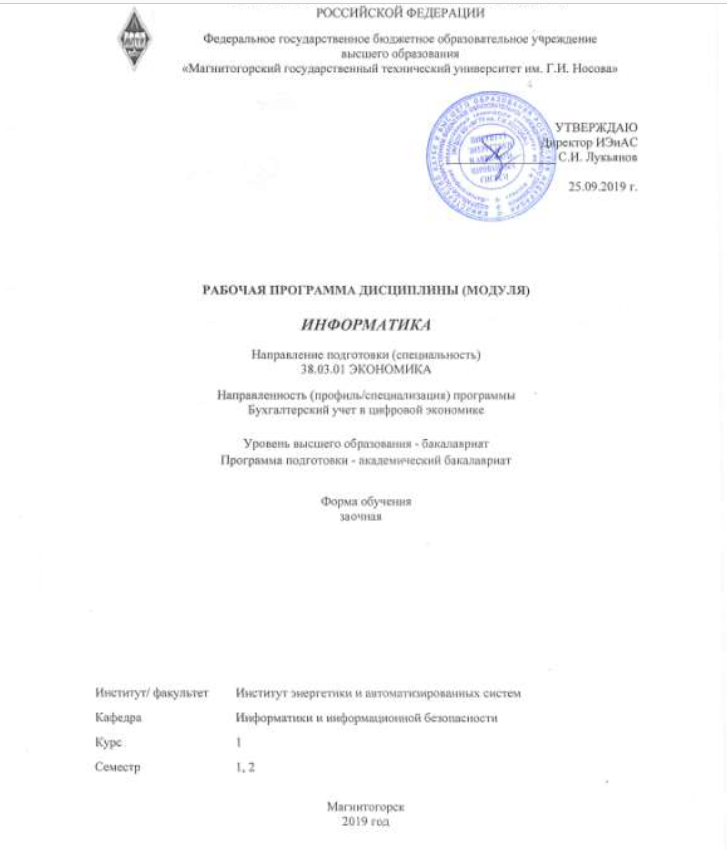 РОССИЙСКОЙ ФЕДЕРАЦИИ
Федеральное государственное бюджетное образовательное учреждение
высшего образования
«Магнитогорский государственный технический университет им. Г.И. Носова»
УТВЕРЖДАЮ
Директор ИЭиАС
С.И. Лукьянов
25.09.2019 г.
РАБОЧАЯ ПРОГРАММА ДИСЦИПЛИНЫ (МОДУЛЯ)
ИНФОРМАТИКА
Направление подготовки (специальность)
38.03.01 ЭКОНОМИКА
Направленность (профиль/специализация) программы
Бухгалтерский учет в цифровой экономике
Уровень высшего образования - бакалавриат
Программа подготовки - академический бакалавриат
Форма обучения
заочная
Институт/ факультет Институт энергетики и автоматизированных систем
Кафедра Информатики и информационной безопасности
Курс 1
Семестр 1, 2
Магнитогорск
2019 год